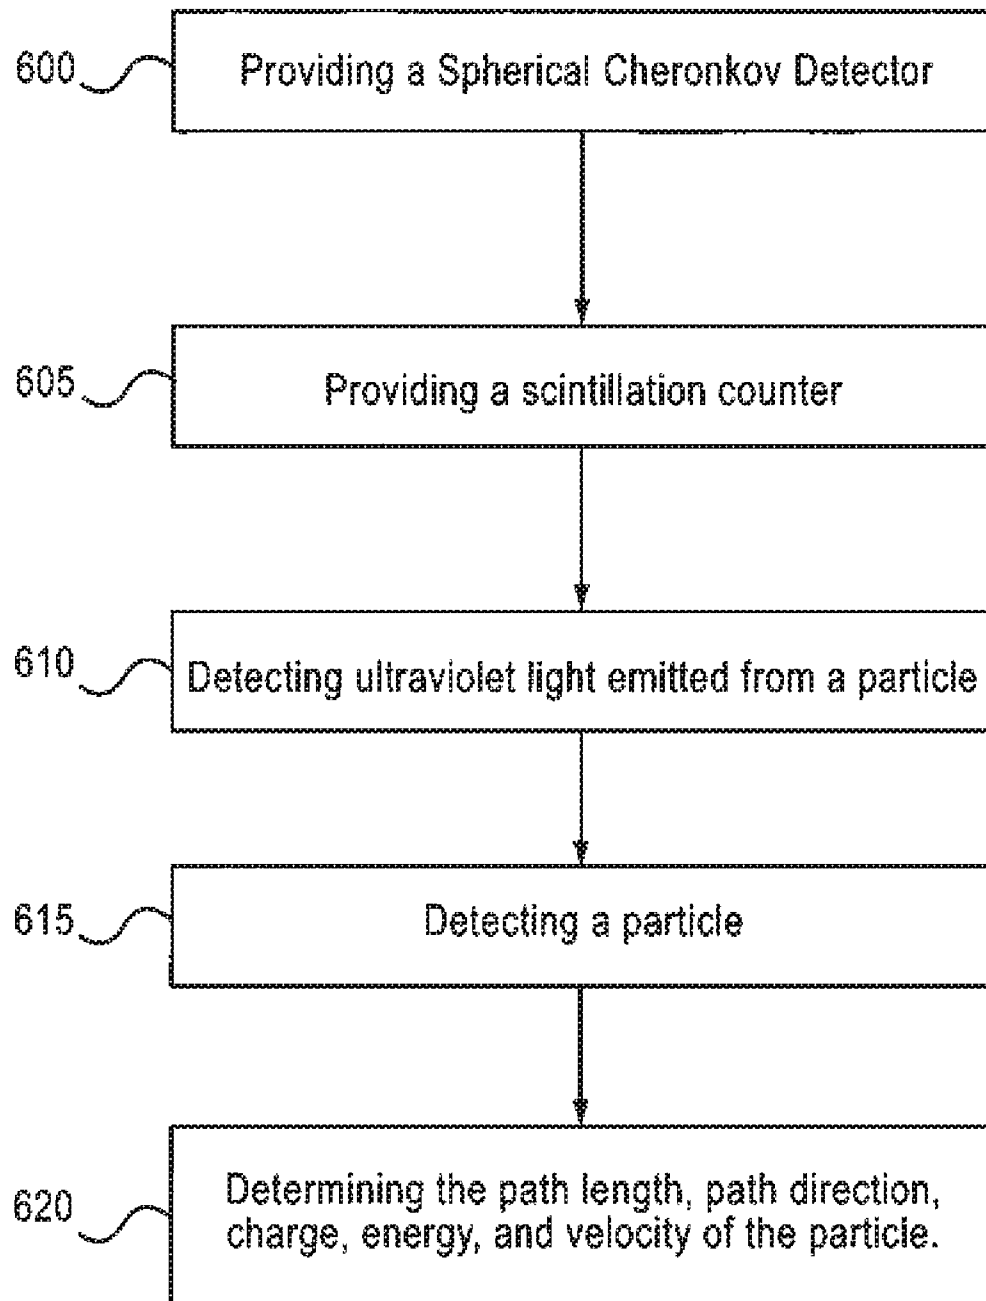 600
Providing a Spherical Cheronkov Detector
605
Providing a scintillation counter
610
Detecting ultraviolet light emitted from a particle
615
Detecting a particle
620
Determining the path length, path direction,
charge, energy, and velocity of the particle.